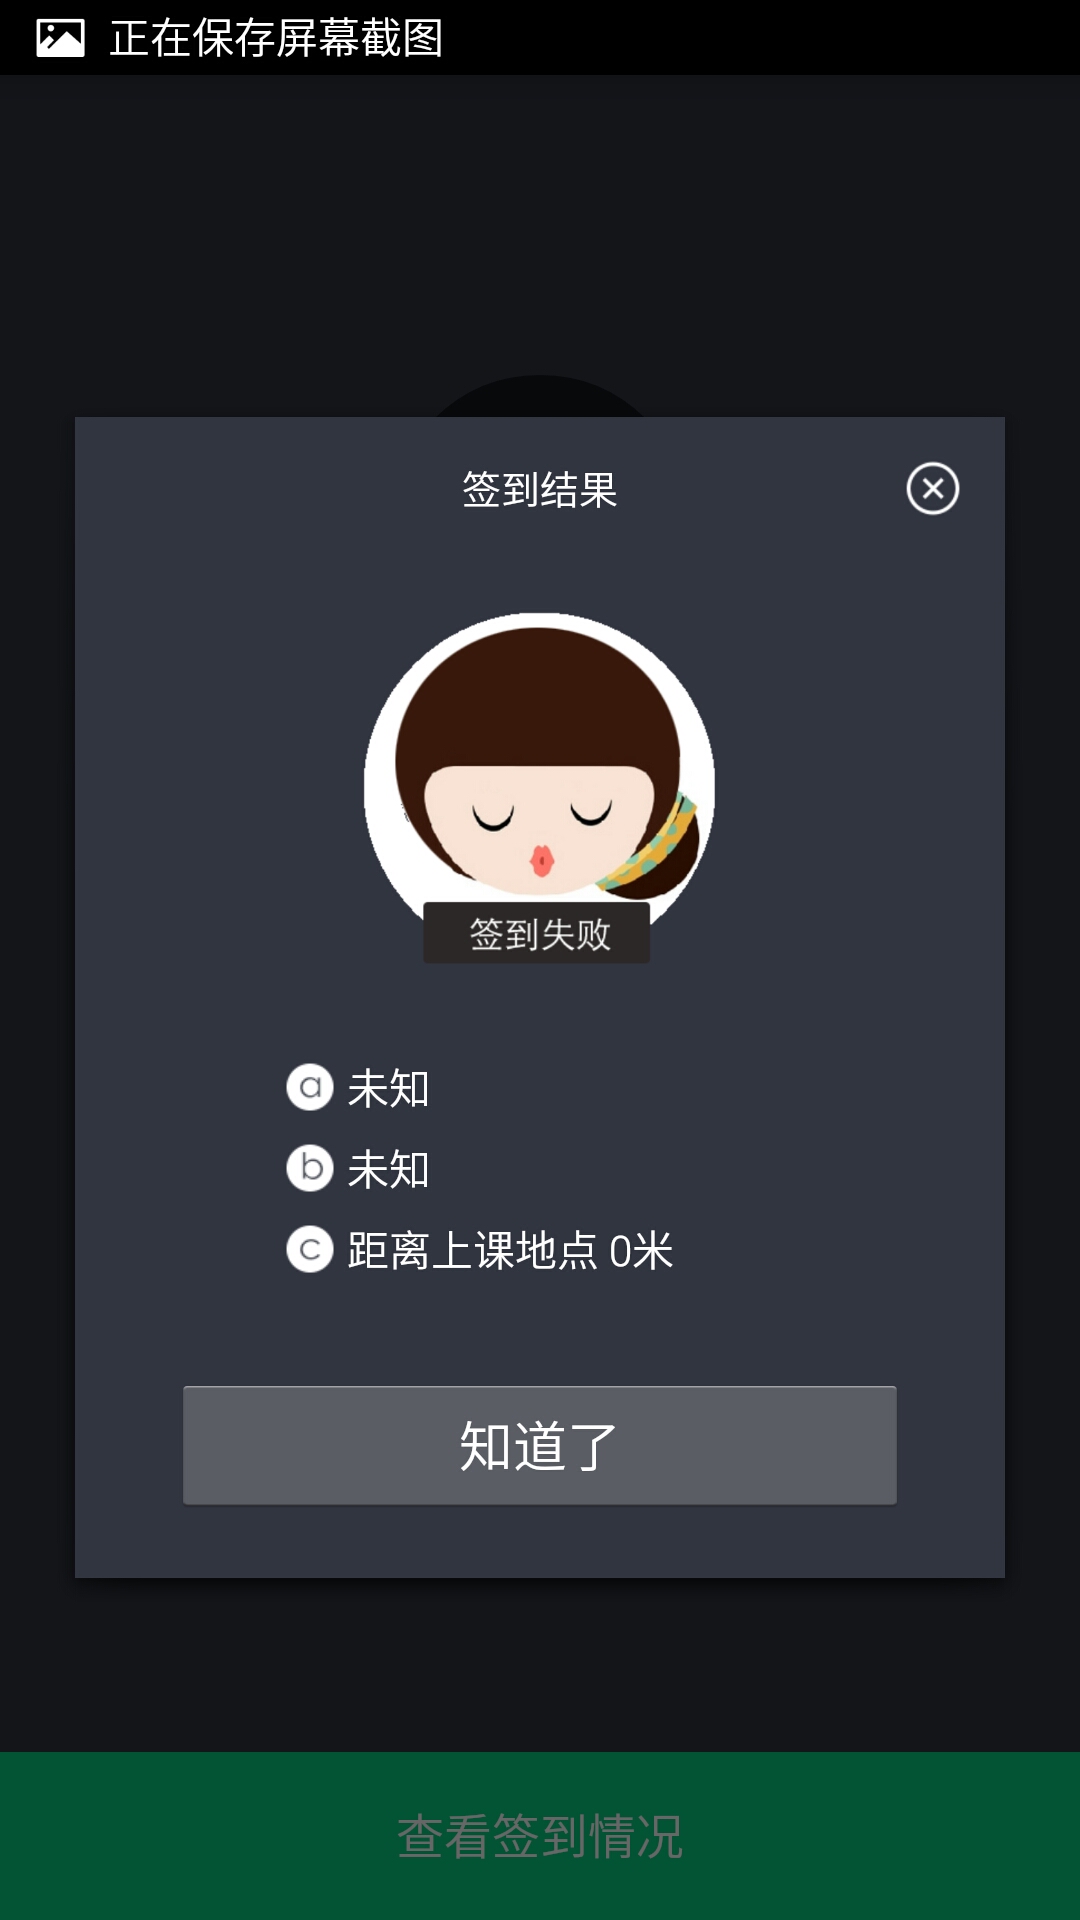 正在保存屏幕截图
签到结果
签到失败
a 未知
b 未知
c 距离上课地点 0米
知道了
查看签到情况